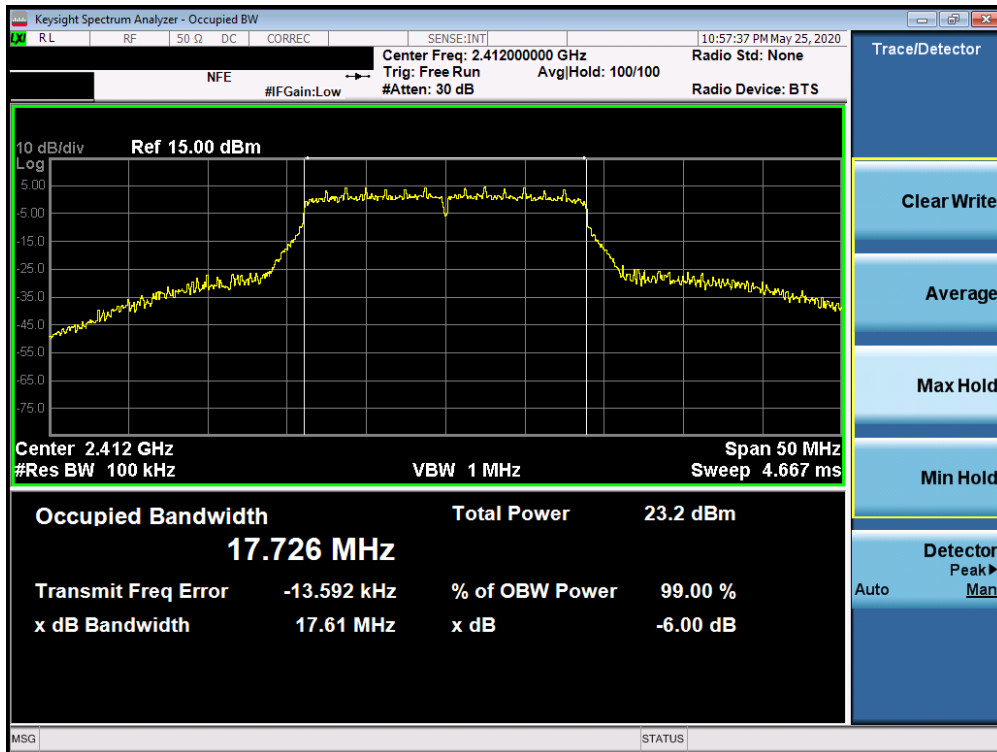 Keysight Spectrum Analyzer - Occupied BW
LXI RL RF 50 Ω DC CORREC SENSE:INT 10:57:37 PM May 25, 2020
NFE
#IFGain:Low
Center Freq: 2.412000000 GHz
Trig: Free Run Avg|Hold: 100/100
#Atten: 30 dB
Radio Std: None
Radio Device: BTS
10 dB/div Ref 15.00 dBm
Log
5.00
-5.00
-15.0
-25.0
-35.0
-45.0
-55.0
-65.0
-75.0
Center 2.412 GHz Span 50 MHz
#Res BW 100 kHz VBW 1 MHz Sweep 4.667 ms
Occupied Bandwidth Total Power 23.2 dBm
17.726 MHz
Transmit Freq Error -13.592 kHz % of OBW Power 99.00 %
x dB Bandwidth 17.61 MHz x dB -6.00 dB
Trace/Detector
Clear Write
Average
Max Hold
Min Hold
Detector
Peak▶
Auto Man
MSG STATUS